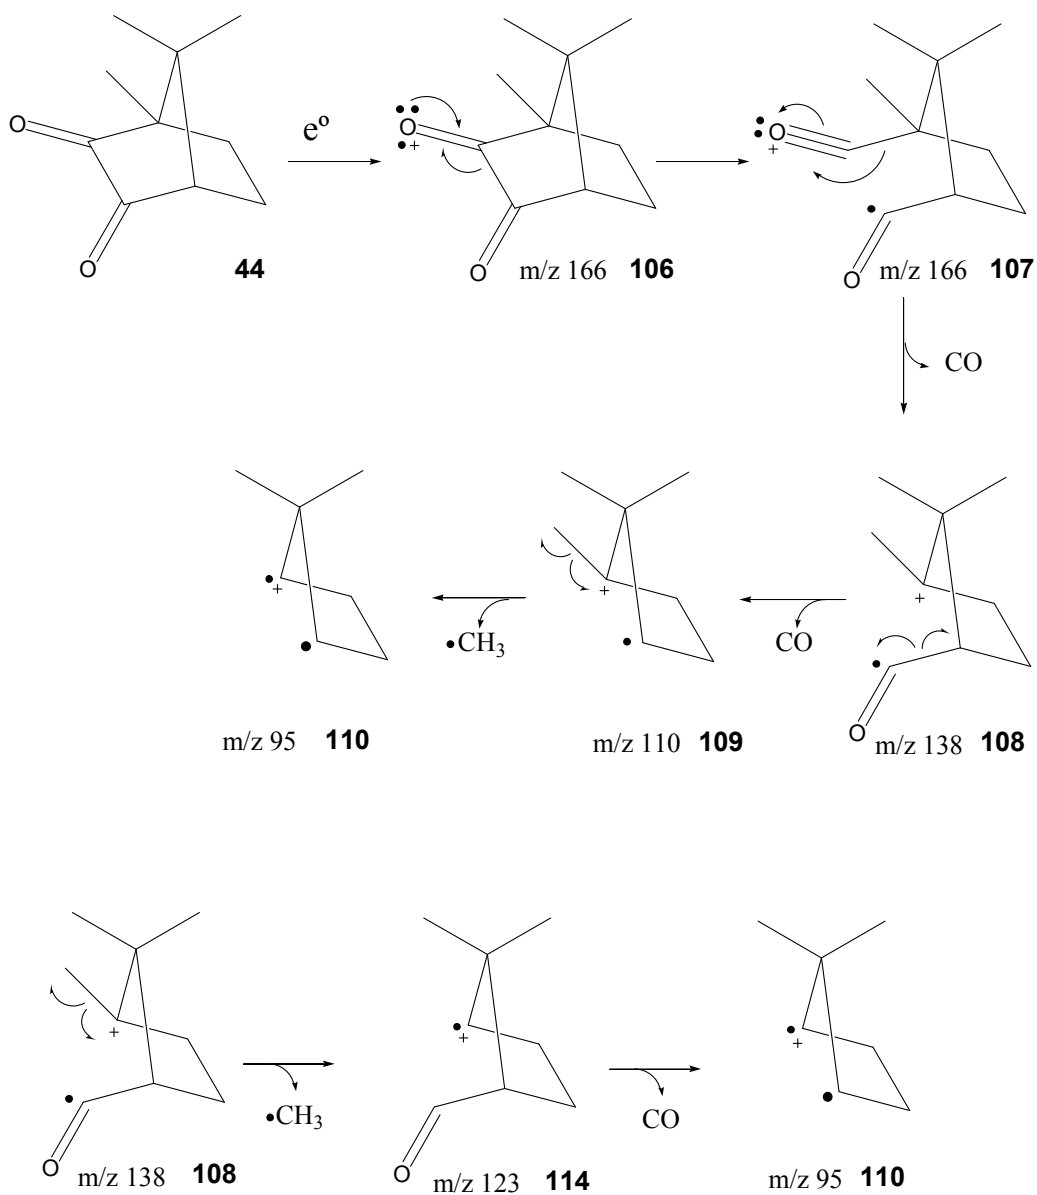 O
O
44
eº
O
+
O
m/z 166 106
O
+
O
m/z 166 107
CO
+
m/z 95 110
CO
+
m/z 110 109
•CH3
+
O
m/z 138 108
+
O
m/z 138 108
•CH3
+
O
m/z 123 114
CO
+
m/z 95 110